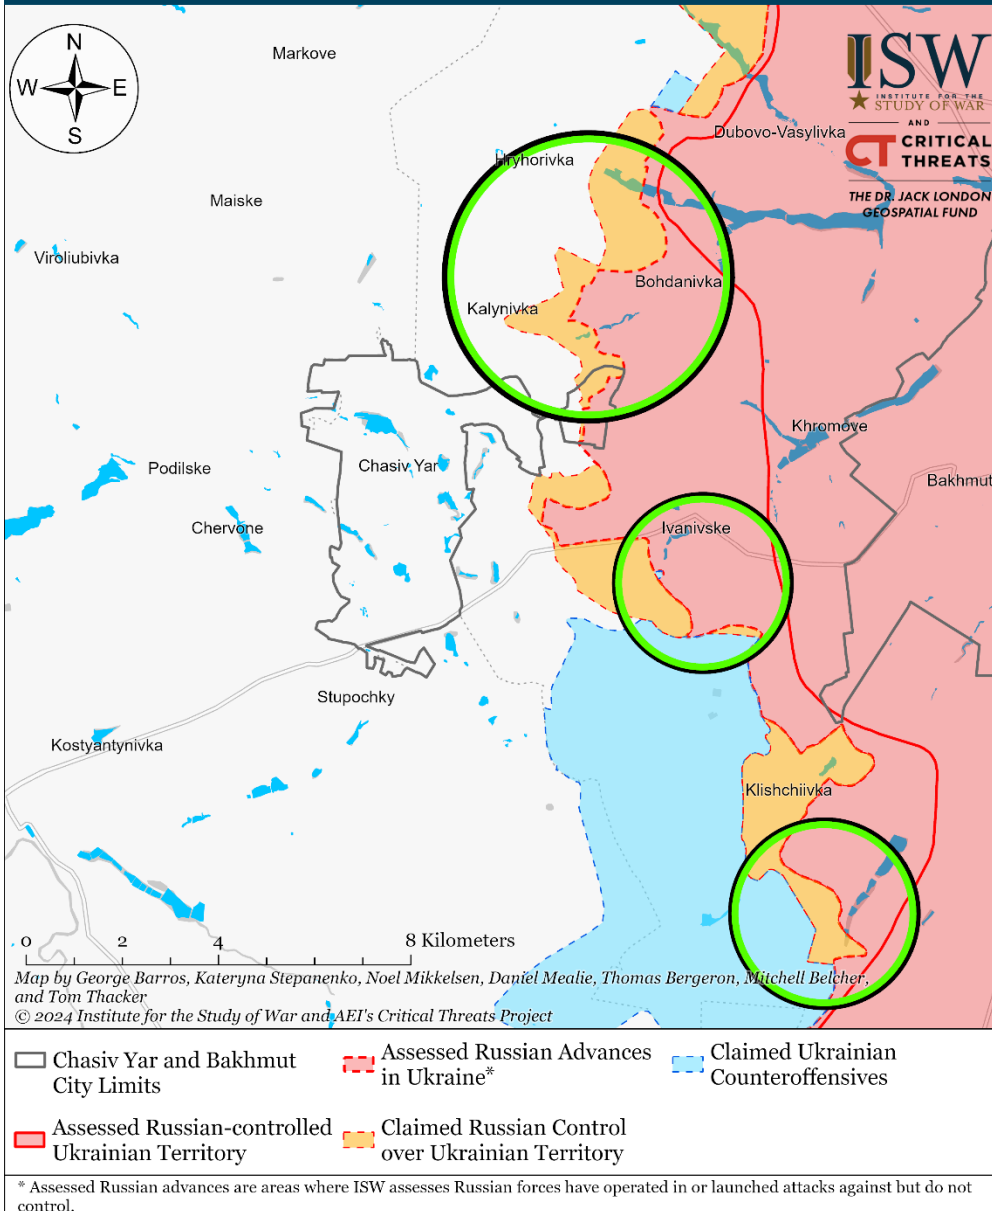 N
W
E
S
Markove
ISW
INSTITUTE FOR THE
STUDY OF WAR
AND
CT CRITICAL
THREATS
THE DR. JACK LONDON
GEOSPATIAL FUND
Dubovo-Vasylivka
Hryhorivka
Maiske
Viroliubivka
Bohdanivka
Kalynivka
Khromove
Podilske
Chasiv Yar
Bakhmut
Chervone
Ivanivske
Stupochky
Kostyantynivka
Klishchiivka
0 2 4 8 Kilometers
Map by George Barros, Kateryna Stepanenko, Noel Mikkelsen, Daniel Mealie, Thomas Bergeron, Mitchell Belcher,
and Tom Thacker
© 2024 Institute for the Study of War and AEI's Critical Threats Project
Chasiv Yar and Bakhmut
City Limits
Assessed Russian Advances
in Ukraine*
Claimed Ukrainian
Counteroffensives
Assessed Russian-controlled
Ukrainian Territory
Claimed Russian Control
over Ukrainian Territory
* Assessed Russian advances are areas where ISW assesses Russian forces have operated in or launched attacks against but do not
control.